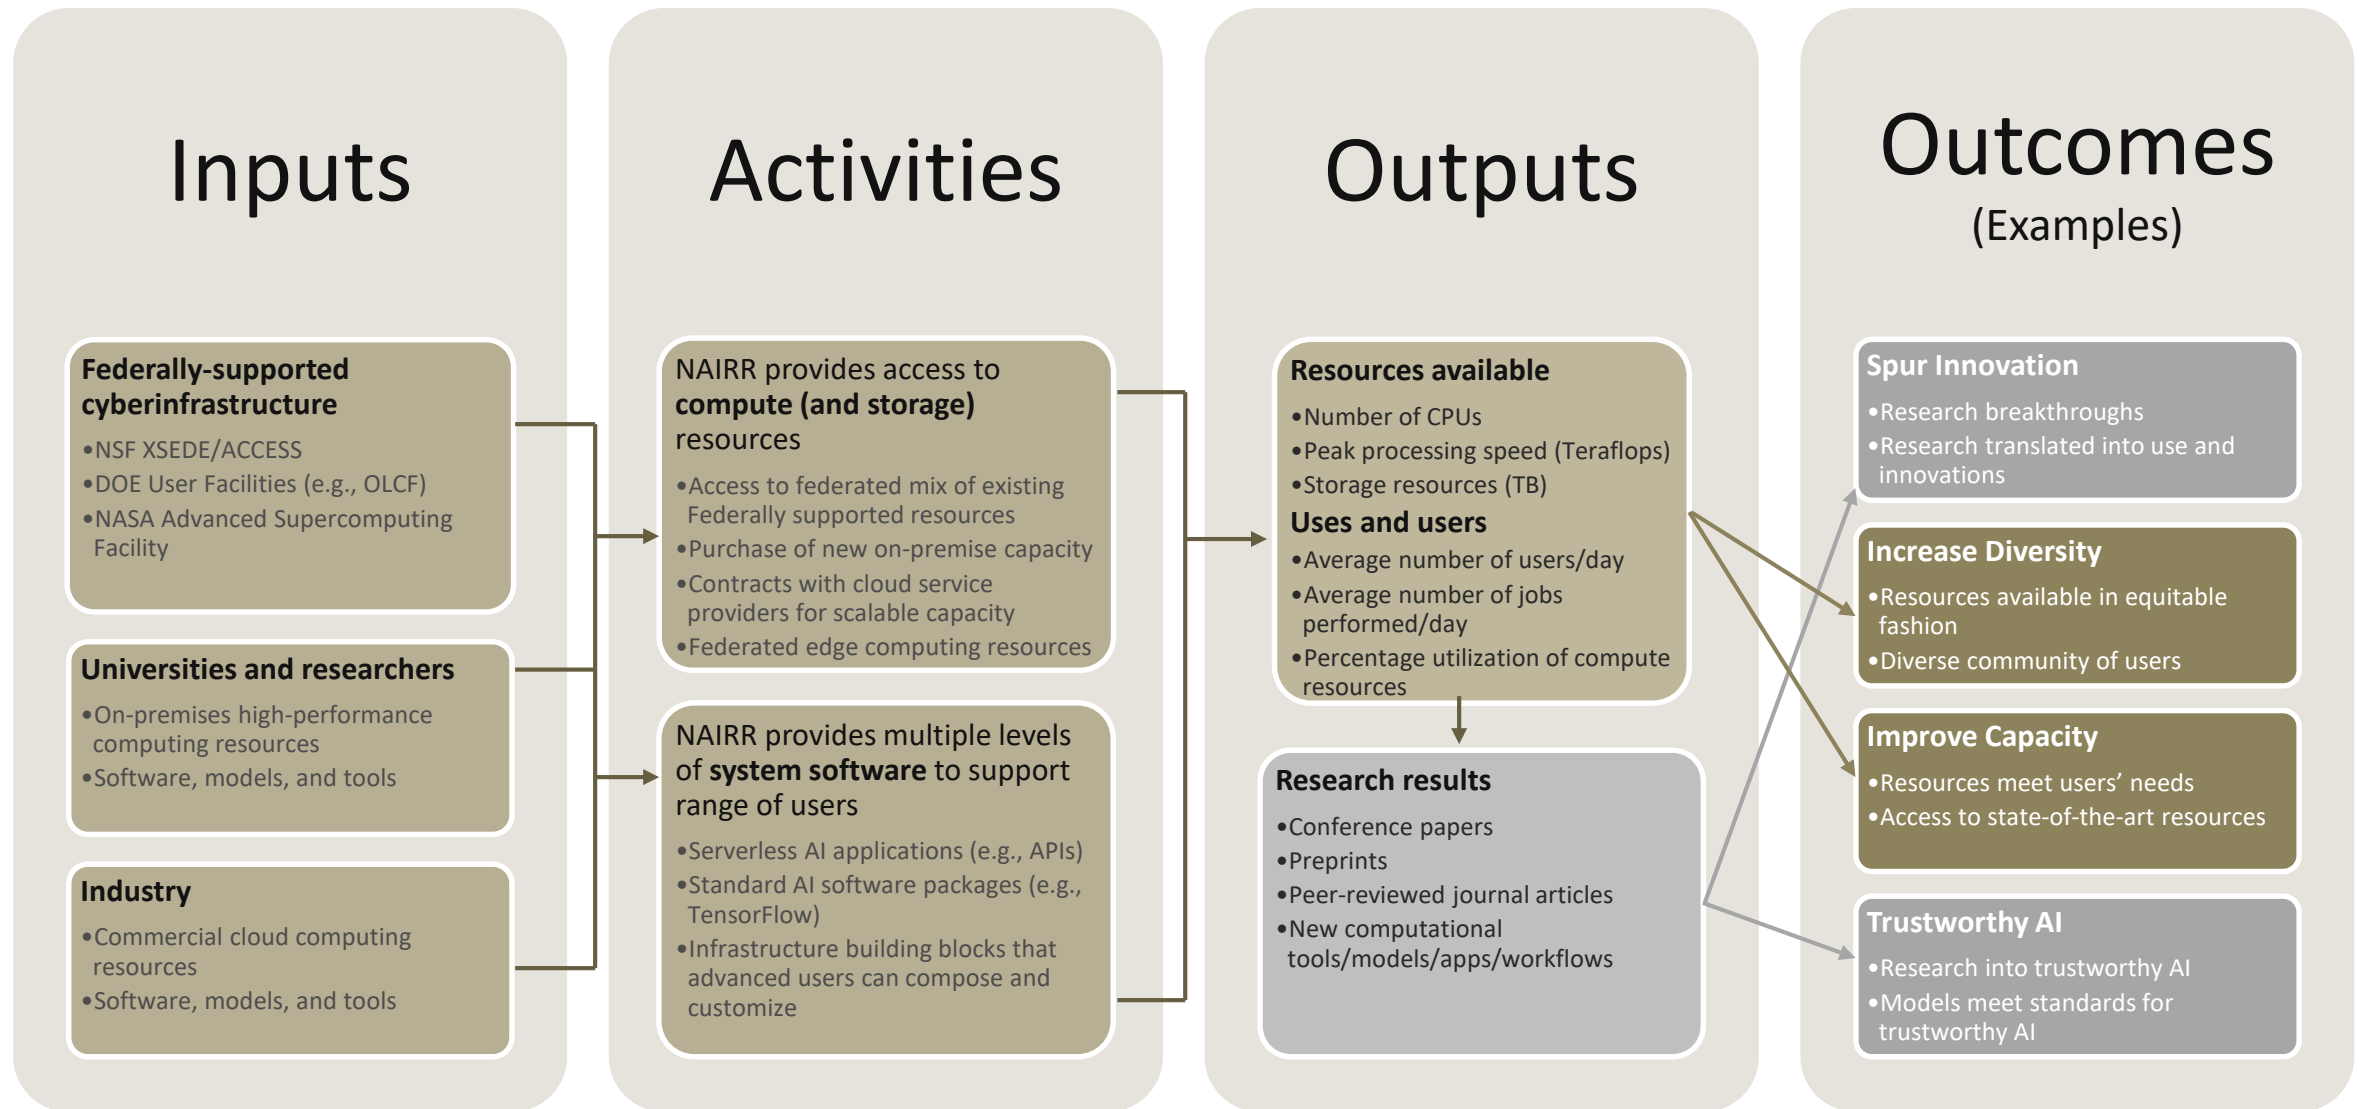 Inputs
Federally-supported
cyberinfrastructure
•NSF XSEDE/ACCESS
•DOE User Facilities (e.g., OLCF)
•NASA Advanced Supercomputing
Facility
Universities and researchers
•On-premises high-performance
computing resources
•Software, models, and tools
Industry
•Commercial cloud computing
resources
•Software, models, and tools
Activities
NAIRR provides access to
compute (and storage)
resources
•Access to federated mix of existing
Federally supported resources
•Purchase of new on-premise capacity
•Contracts with cloud service
providers for scalable capacity
•Federated edge computing resources
NAIRR provides multiple levels
of system software to support
range of users
•Serverless AI applications (e.g., APIs)
•Standard AI software packages (e.g.,
TensorFlow)
•Infrastructure building blocks that
advanced users can compose and
customize
Outputs
Resources available
•Number of CPUs
•Peak processing speed (Teraflops)
•Storage resources (TB)
Uses and users
•Average number of users/day
•Average number of jobs
performed/day
•Percentage utilization of compute
resources
Research results
•Conference papers
•Preprints
•Peer-reviewed journal articles
•New computational
tools/models/apps/workflows
Outcomes
(Examples)
Spur Innovation
•Research breakthroughs
•Research translated into use and
innovations
Increase Diversity
•Resources available in equitable
fashion
•Diverse community of users
Improve Capacity
•Resources meet users’ needs
•Access to state-of-the-art resources
Trustworthy AI
•Research into trustworthy AI
•Models meet standards for
trustworthy AI